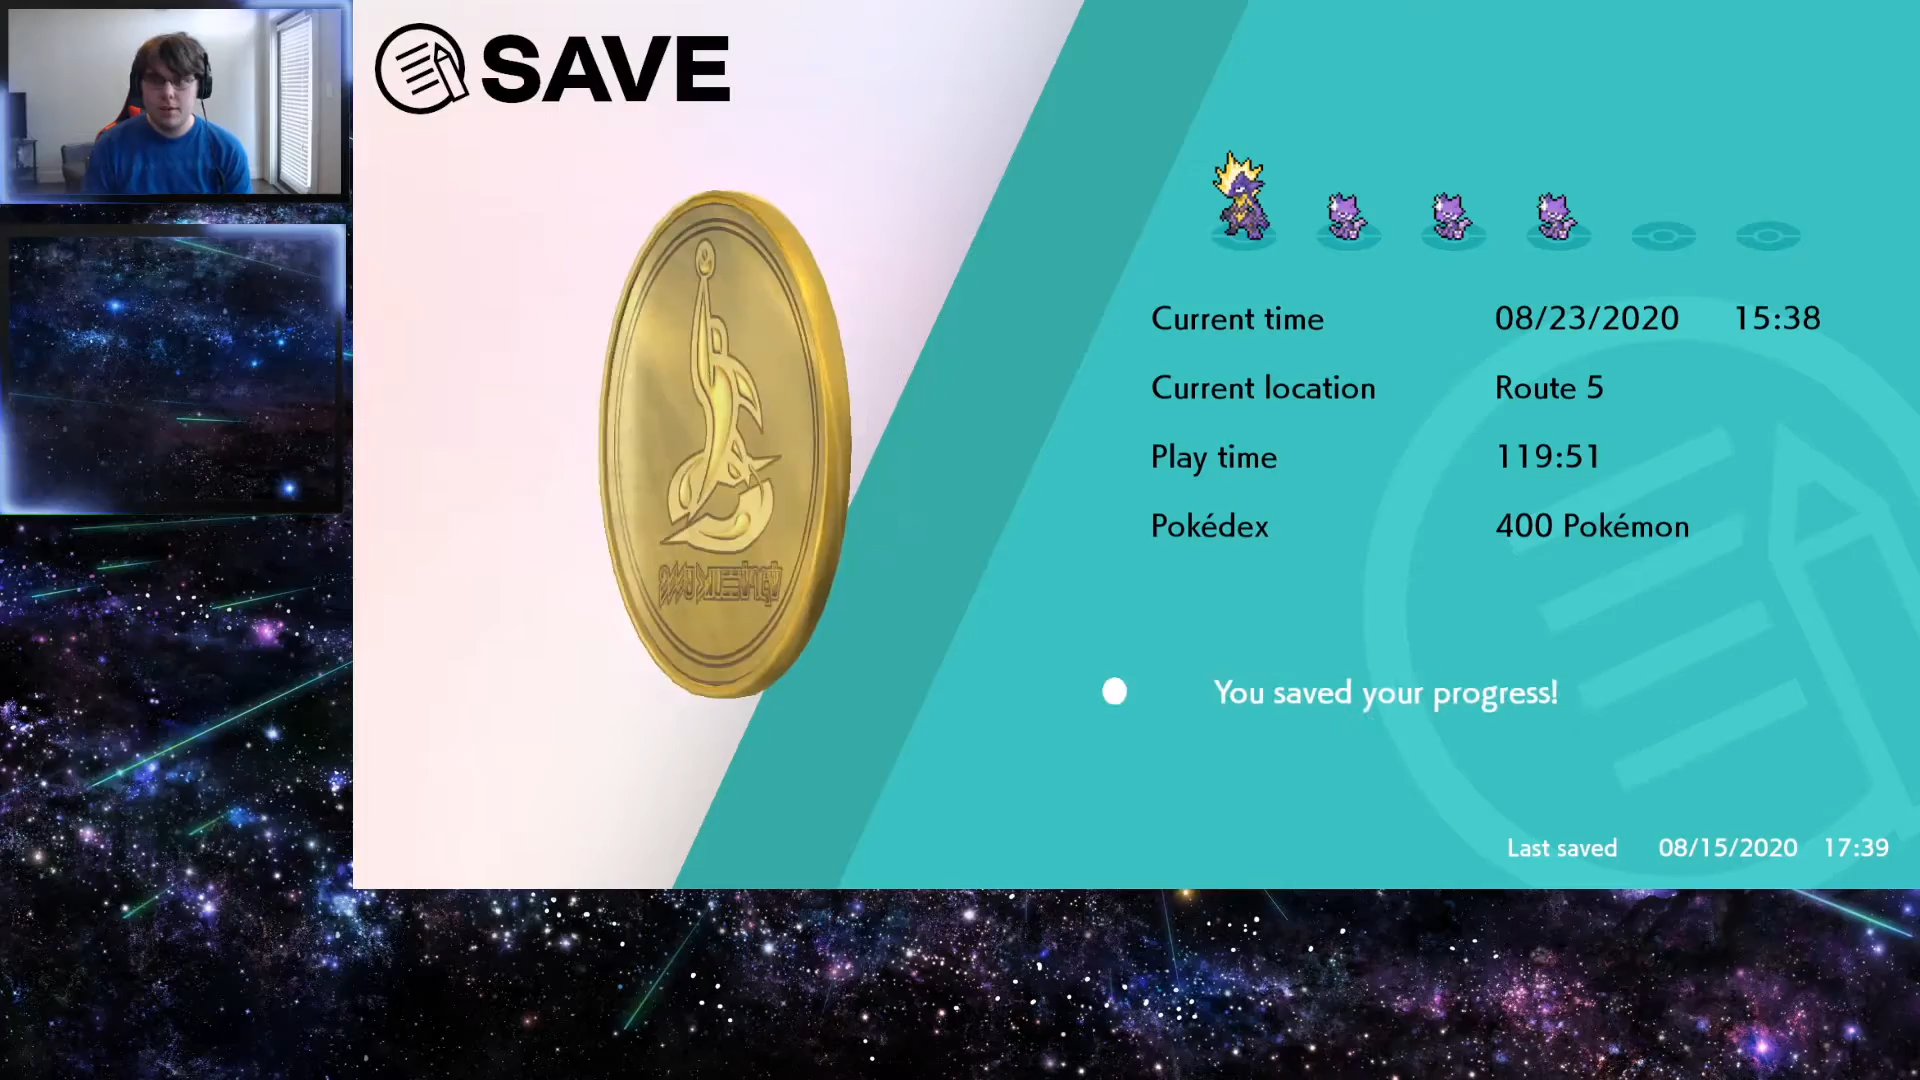 SAVE
Current time 08/23/2020 15:38
Current location Route 5
Play time 119:51
Pokédex 400 Pokémon
You saved your progress!
Last saved 08/15/2020 17:39